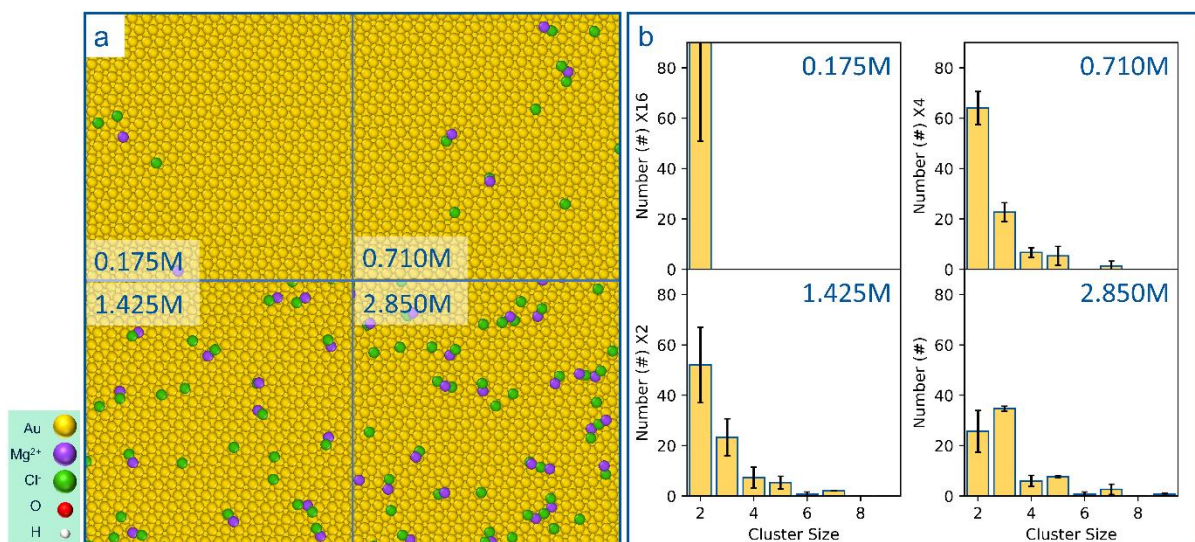 a
0.175M
0.710M
1.425M
2.850M
Au
Mg²⁺
Cl⁻
O
H
b
0.175M
Number (#) X16
80
60
40
20
0
0.710M
Number (#) X4
80
60
40
20
0
1.425M
Number (#) X2
80
60
40
20
0
2 4 6 8
Cluster Size
2.850M
Number (#)
80
60
40
20
0
2 4 6 8
Cluster Size